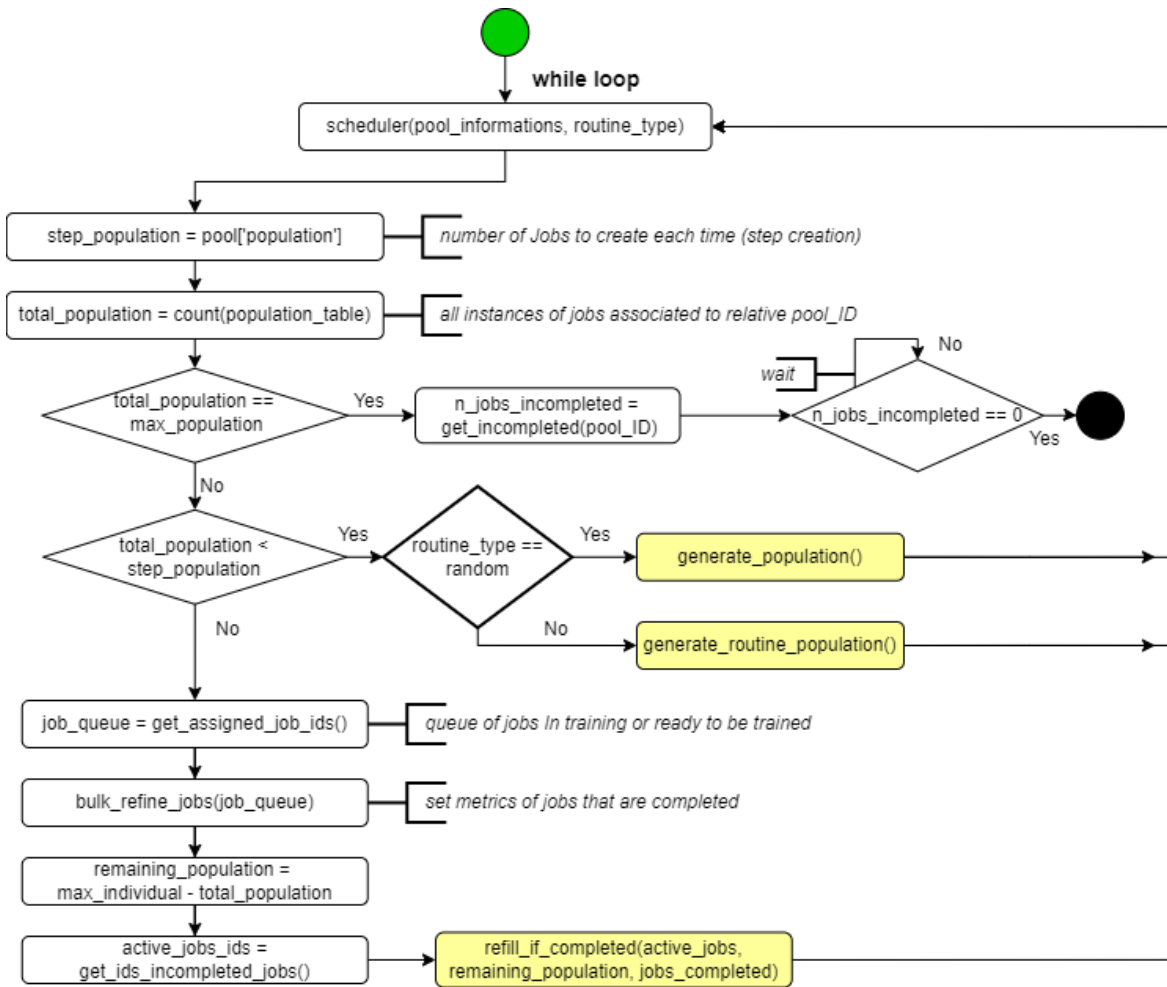 while loop
scheduler(pool_informations, routine_type)
step_population = pool['population']
number of Jobs to create each time (step creation)
total_population = count(population_table)
all instances of jobs associated to relative pool_ID
total_population ==
max_population
Yes
n_jobs_incompleted =
get_incompleted(pool_ID)
wait
No
n_jobs_incompleted == 0
Yes
No
total_population <
step_population
Yes
routine_type ==
random
Yes
generate_population()
No
No
generate_routine_population()
job_queue = get_assigned_job_ids()
queue of jobs In training or ready to be trained
bulk_refine_jobs(job_queue)
set metrics of jobs that are completed
remaining_population =
max_individual - total_population
active_jobs_ids =
get_ids_incompleted_jobs()
refill_if_completed(active_jobs,
remaining_population, jobs_completed)